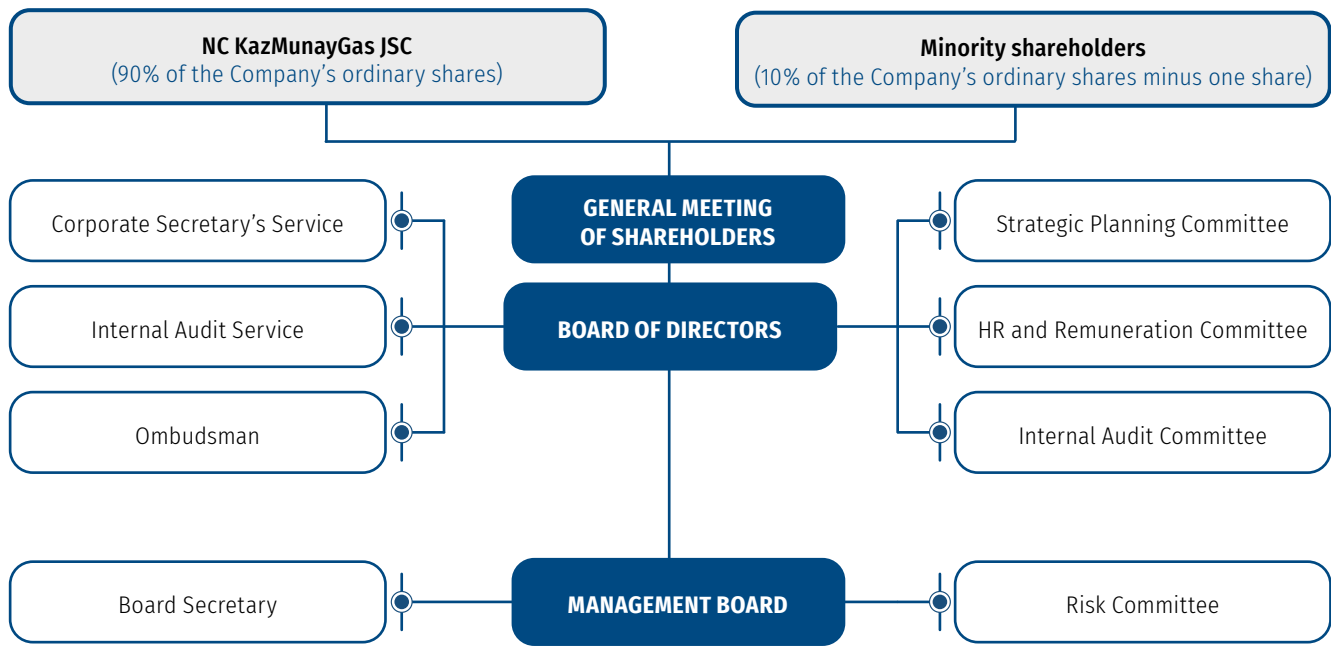 NC KazMunayGas JSC
(90% of the Company’s ordinary shares)
Minority shareholders
(10% of the Company’s ordinary shares minus one share)
Corporate Secretary’s Service
GENERAL MEETING
OF SHAREHOLDERS
Strategic Planning Committee
Internal Audit Service
BOARD OF DIRECTORS
HR and Remuneration Committee
Ombudsman
Internal Audit Committee
Board Secretary
MANAGEMENT BOARD
Risk Committee